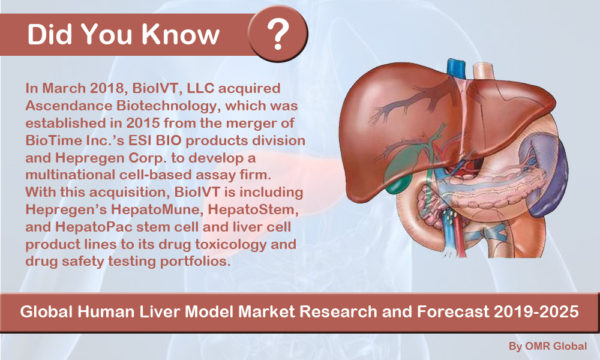 Did You Know
?
In March 2018, BioIVT, LLC acquired
Ascendance Biotechnology, which was
established in 2015 from the merger of
BioTime Inc.'s ESI BIO products division
and Hepregen Corp. to develop a
multinational cell-based assay firm.
With this acquisition, BioIVT is including
Hepregen's HepatoMune, HepatoStem,
and HepatoPac stem cell and liver cell
product lines to its drug toxicology and
drug safety testing portfolios.
Global Human Liver Model Market Research and Forecast 2019-2025
By OMR Global